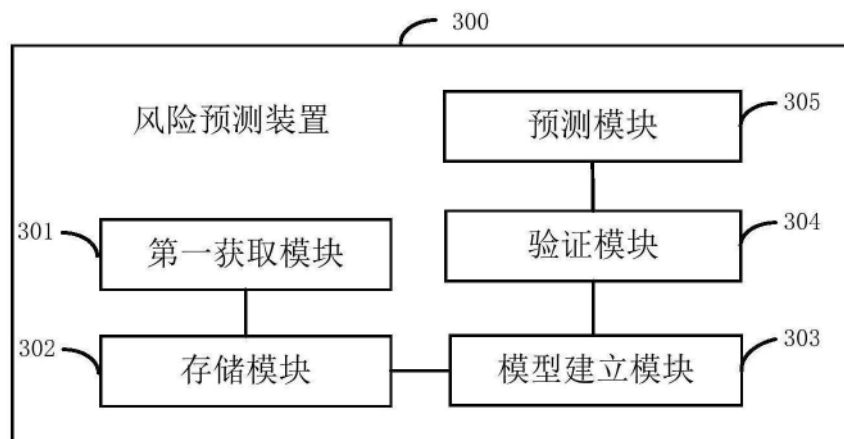 300
风险预测装置
预测模块
305
301
第一获取模块
验证模块
304
302
存储模块
模型建立模块
303